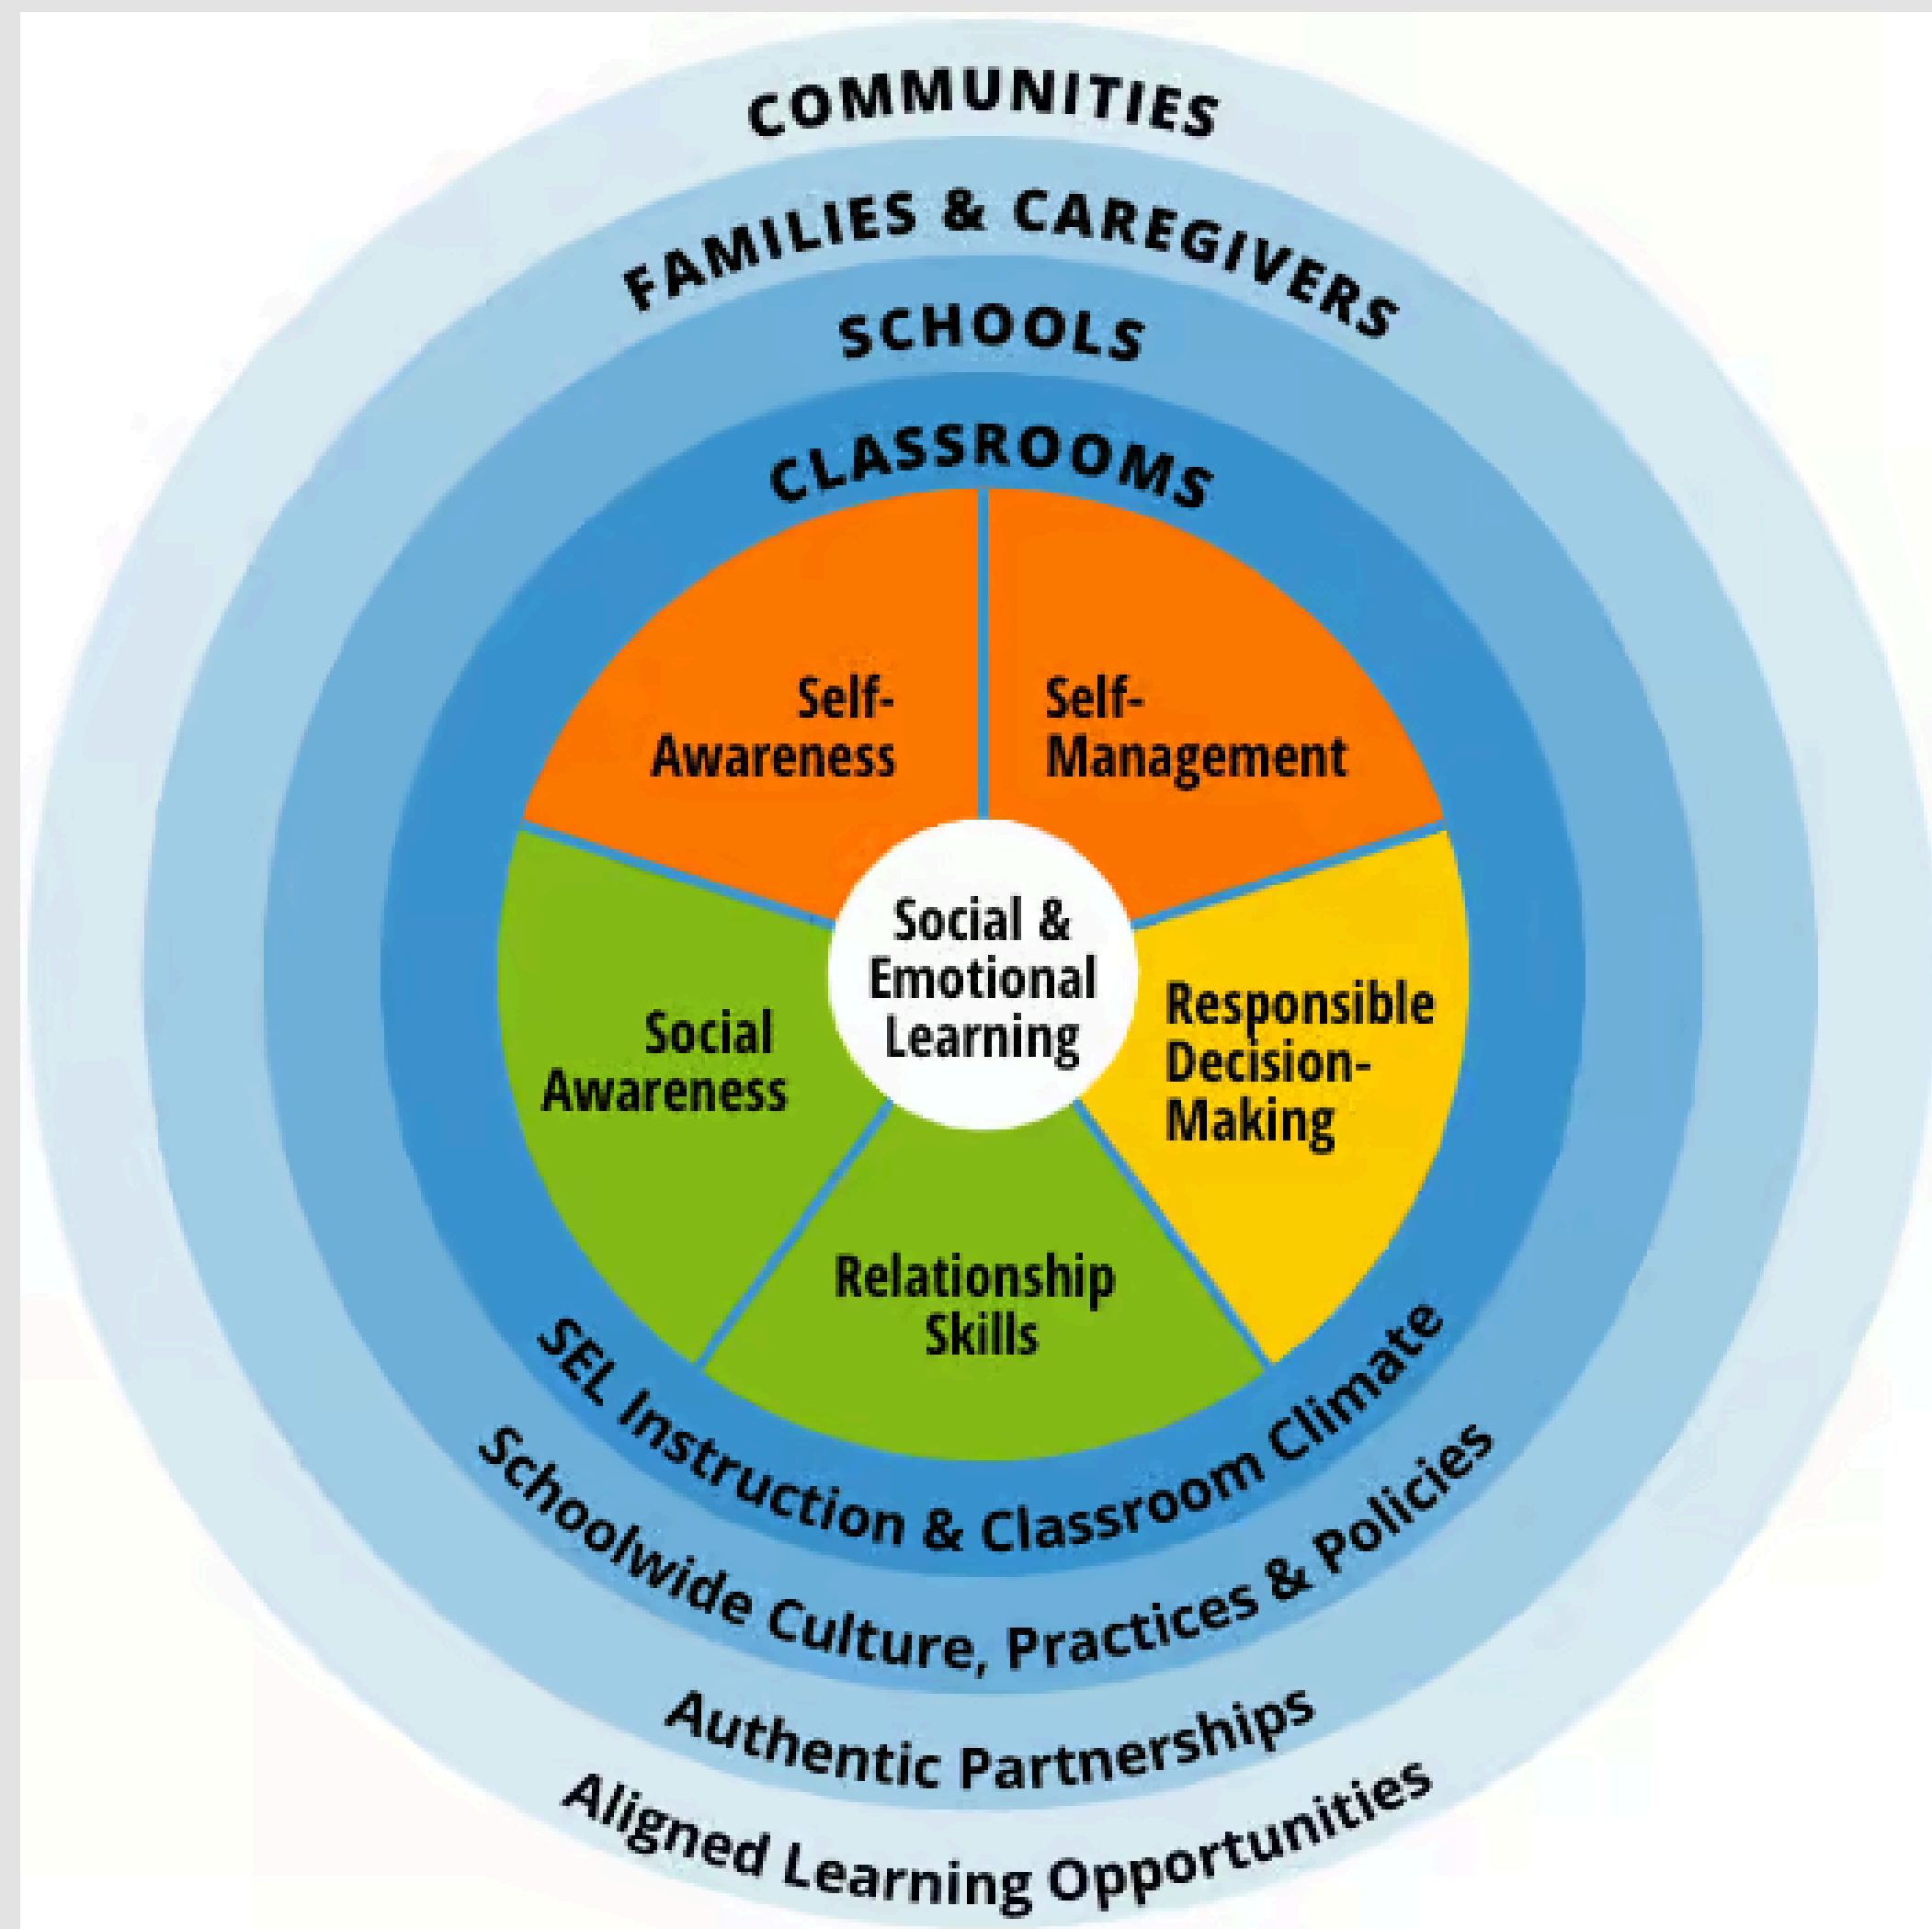 COMMUNITIES
FAMILIES & CAREGIVERS
SCHOOLS
CLASSROOMS
Self-
Awareness
Self-
Management
Social &
Emotional
Learning
Social
Awareness
Responsible
Decision-
Making
Relationship
Skills
SEL Instruction & Classroom Climate
Schoolwide Culture, Practices & Policies
Authentic Partnerships
Aligned Learning Opportunities